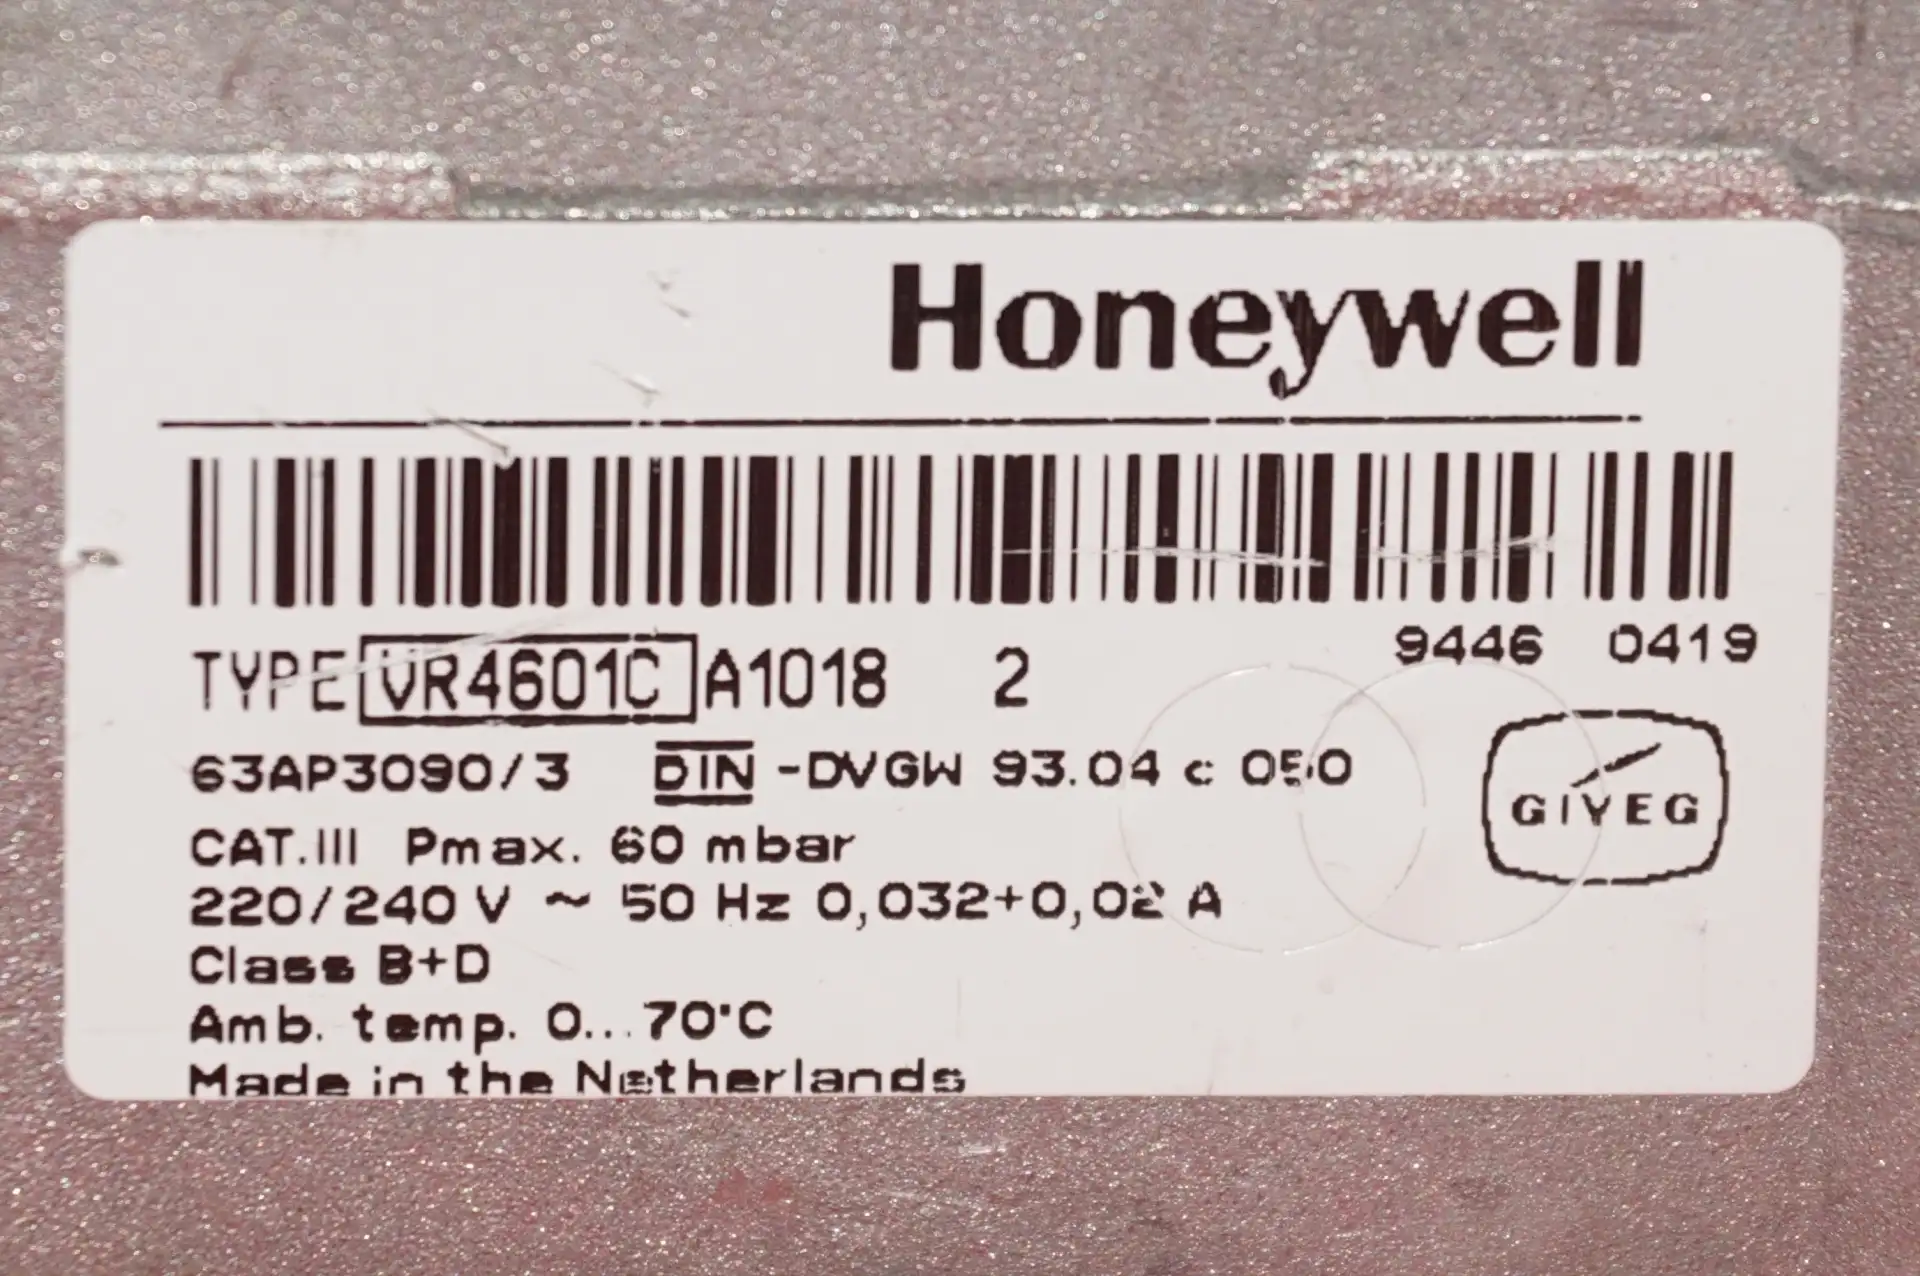 Honeywell
TYPE VR4601C A1018 2
9446 0419
63AP3090/3 DIN -DVGW 93.04 c 050
GIVEG
CAT.III Pmax. 60 mbar
220/240 V ~ 50 Hz 0,032+0,02 A
Class B+D
Amb. temp. 0...70°C
Made in the Netherlands